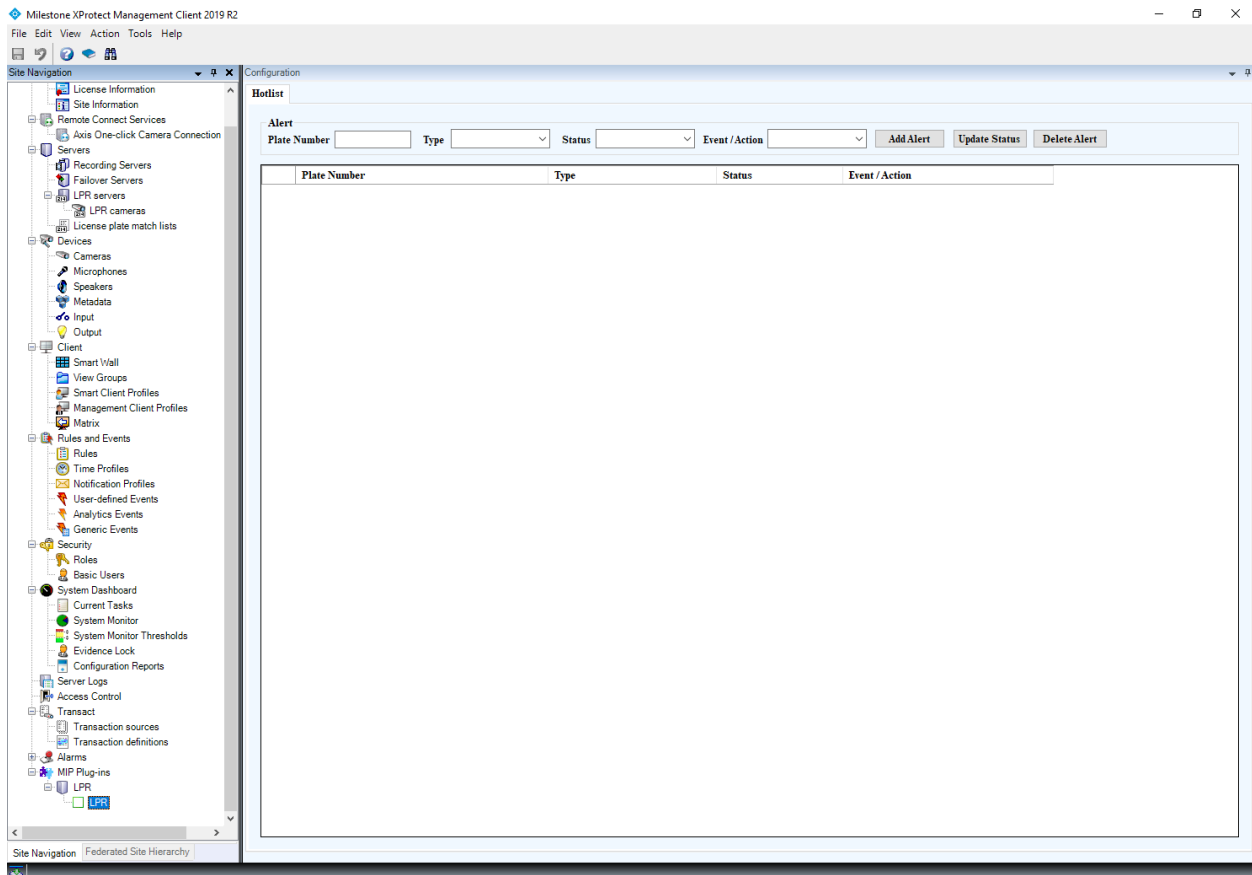 Milestone XProtect Management Client 2019 R2
File Edit View Action Tools Help
Site Navigation
License Information
Site Information
Remote Connect Services
Axis One-click Camera Connection
Servers
Recording Servers
Failover Servers
LPR servers
LPR cameras
License plate match lists
Devices
Cameras
Microphones
Speakers
Metadata
Input
Output
Client
Smart Wall
View Groups
Smart Client Profiles
Management Client Profiles
Matrix
Rules and Events
Rules
Time Profiles
Notification Profiles
User-defined Events
Analytics Events
Generic Events
Security
Roles
Basic Users
System Dashboard
Current Tasks
System Monitor
System Monitor Thresholds
Evidence Lock
Configuration Reports
Server Logs
Access Control
Transact
Transaction sources
Transaction definitions
Alarms
MIP Plug-ins
LPR
LPR
Site Navigation Federated Site Hierarchy
Configuration
Hotlist
Alert
Plate Number Type Status Event / Action Add Alert Update Status Delete Alert
Plate Number Type Status Event / Action